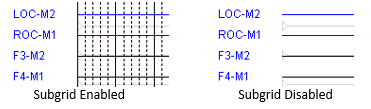 LOC-M2 LOC-M2
ROC-M1 ROC-M1
F3-M2 F3-M2
F4-M1 F4-M1
Subgrid Enabled Subgrid Disabled